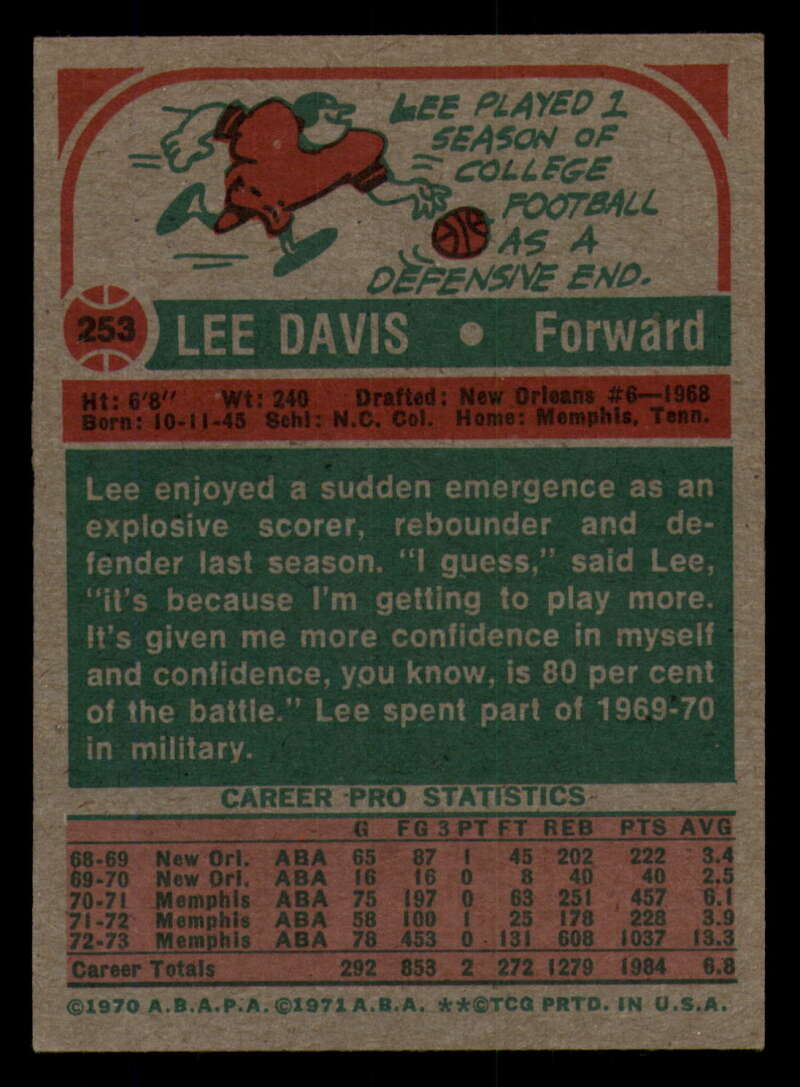 LEE PLAYED 1
SEASON OF
COLLEGE
FOOTBALL
AS A
DEFENSIVE END.
253 LEE DAVIS • Forward
Ht: 6'8" Wt: 240 Drafted: New Orleans #6—1968
Born: 10-11-45 Schl: N.C. Col. Home: Memphis, Tenn.
Lee enjoyed a sudden emergence as an
explosive scorer, rebounder and de-
fender last season. "I guess," said Lee,
"it's because I'm getting to play more.
It's given me more confidence in myself
and confidence, you know, is 80 per cent
of the battle." Lee spent part of 1969-70
in military.
CAREER PRO STATISTICS
G FG 3PT FT REB PTS AVG
68-69 New Orl. ABA 65 87 1 45 202 222 3.4
69-70 New Orl. ABA 16 16 0 8 40 40 2.5
70-71 Memphis ABA 75 197 0 63 251 457 6.1
71-72 Memphis ABA 58 100 1 25 178 228 3.9
72-73 Memphis ABA 78 453 0 131 608 1037 13.3
Career Totals 292 853 2 272 1279 1984 6.8
©1970 A.B.A.P.A. ©1971 A.B.A. **©TCG PRTD. IN U.S.A.